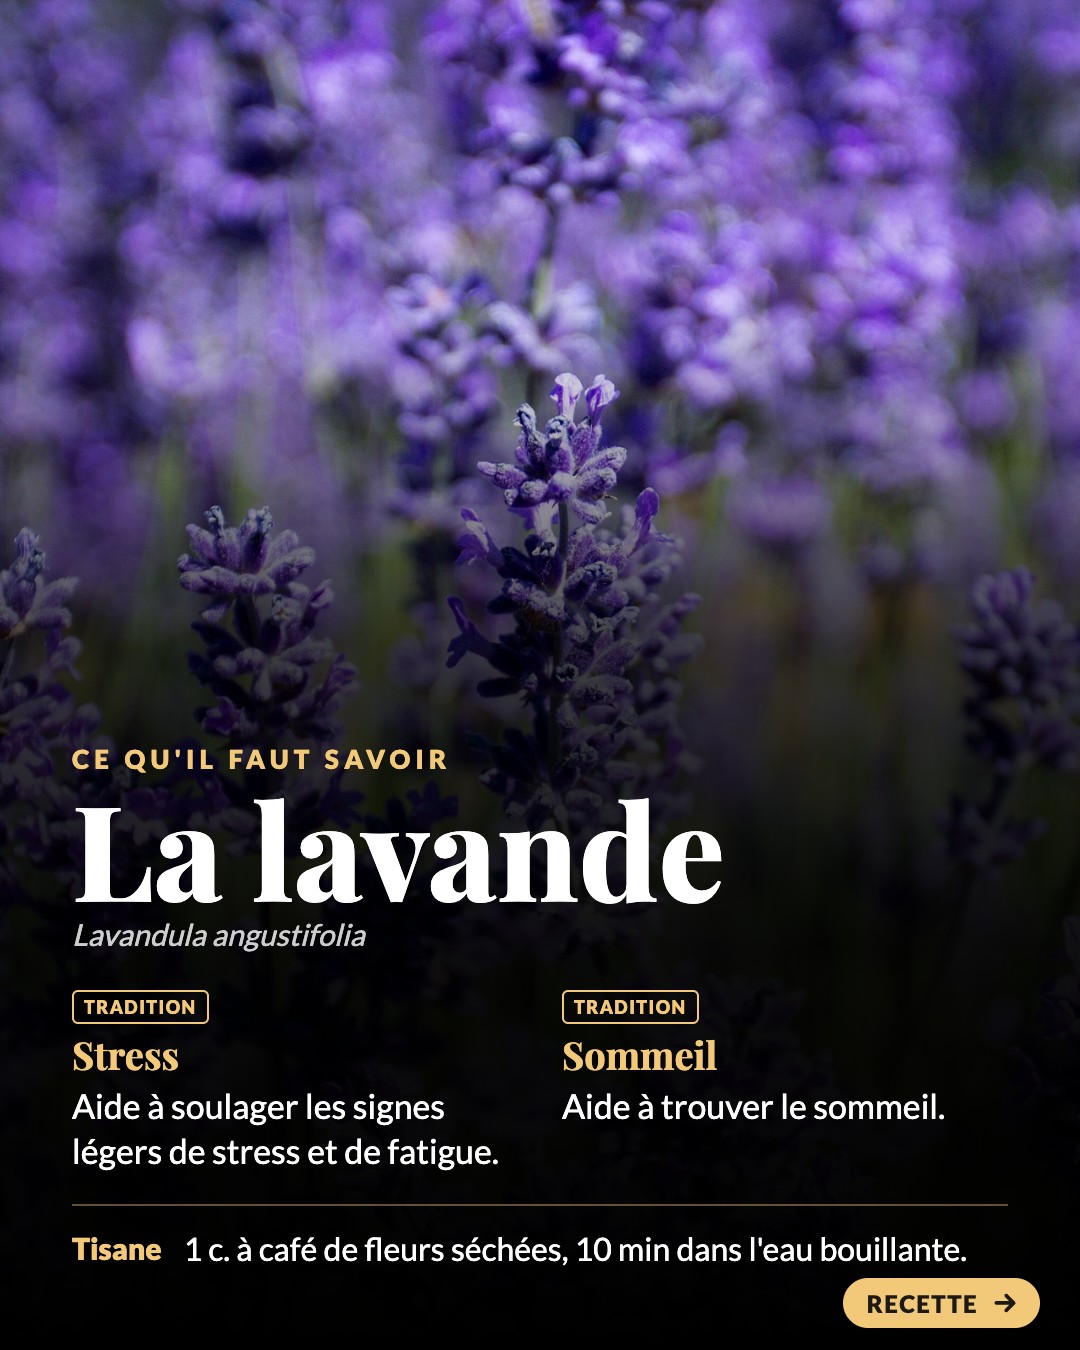 CE QU'IL FAUT SAVOIR
La lavande
Lavandula angustifolia
TRADITION
Stress
Aide à soulager les signes
légers de stress et de fatigue.
TRADITION
Sommeil
Aide à trouver le sommeil.
Tisane 1 c. à café de fleurs séchées, 10 min dans l'eau bouillante.
RECETTE →